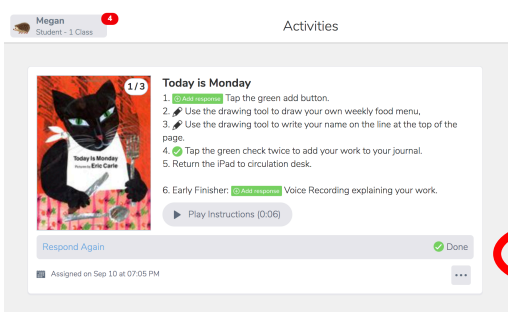 Megan
4
Student - 1 Class
Activities
1/3
Today is Monday
Pictures by Eric Carle
Today is Monday
1. Add response Tap the green add button.
2. Use the drawing tool to draw your own weekly food menu,
3. Use the drawing tool to write your name on the line at the top of the
page.
4. Tap the green check twice to add your work to your journal.
5. Return the iPad to circulation desk.
6. Early Finisher: Add response Voice Recording explaining your work.
Play Instructions (0:06)
Respond Again
Done
Assigned on Sep 10 at 07:05 PM